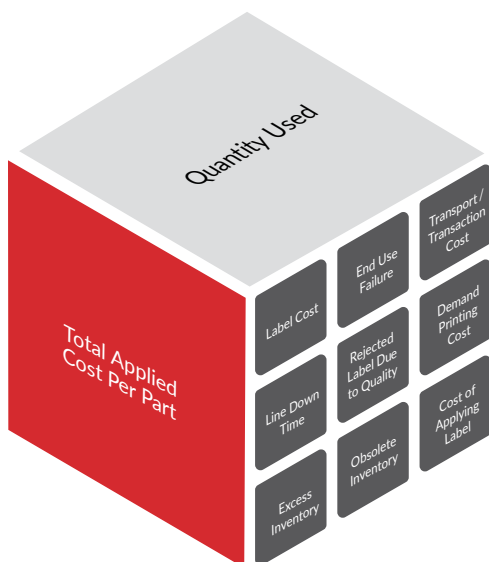 Quantity Used
Total Applied
Cost Per Part
Label Cost
End Use
Failure
Transport /
Transaction
Cost
Line Down
Time
Rejected
Label Due
to Quality
Demand
Printing
Cost
Excess
Inventory
Obsolete
Inventory
Cost of
Applying
Label